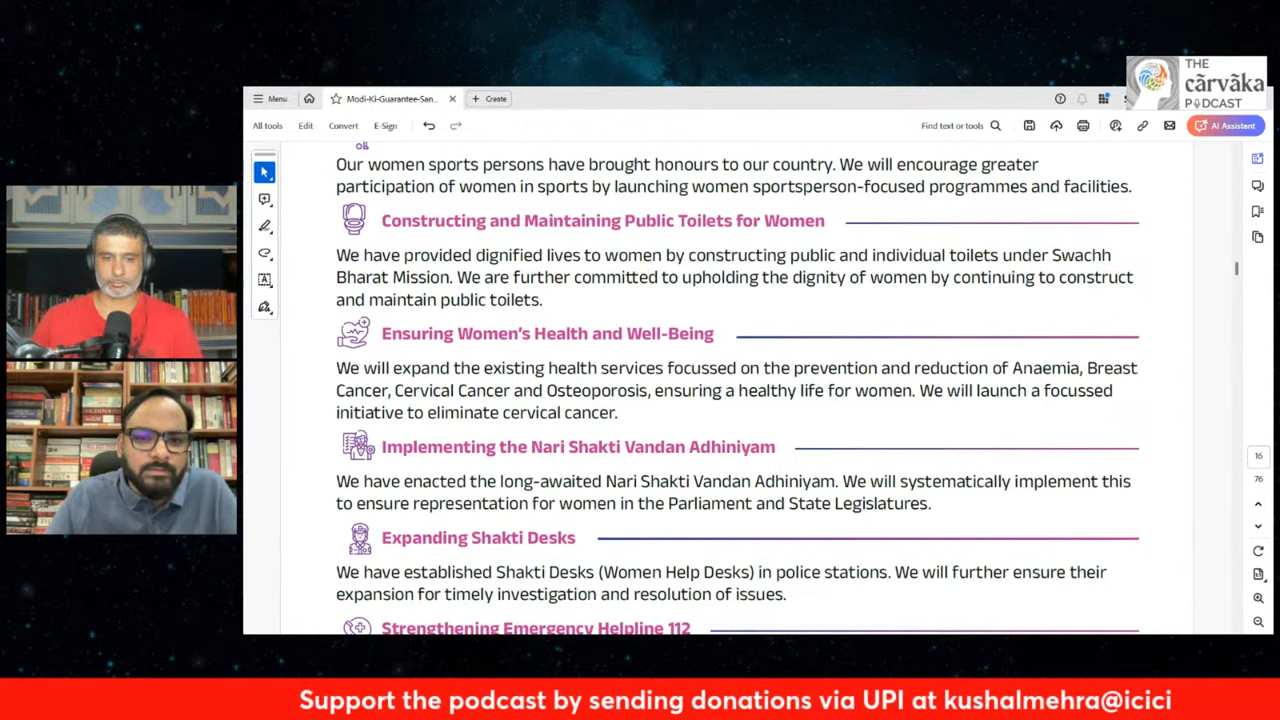 THE
cārvāka
PODCAST
Menu
Modi-Ki-Guarantee-San...
Create
All tools Edit Convert E-Sign
Find text or tools
AI Assistant
Our women sports persons have brought honours to our country. We will encourage greater
participation of women in sports by launching women sportsperson-focused programmes and facilities.
Constructing and Maintaining Public Toilets for Women
We have provided dignified lives to women by constructing public and individual toilets under Swachh
Bharat Mission. We are further committed to upholding the dignity of women by continuing to construct
and maintain public toilets.
Ensuring Women's Health and Well-Being
We will expand the existing health services focussed on the prevention and reduction of Anaemia, Breast
Cancer, Cervical Cancer and Osteoporosis, ensuring a healthy life for women. We will launch a focussed
initiative to eliminate cervical cancer.
Implementing the Nari Shakti Vandan Adhiniyam
We have enacted the long-awaited Nari Shakti Vandan Adhiniyam. We will systematically implement this
to ensure representation for women in the Parliament and State Legislatures.
Expanding Shakti Desks
We have established Shakti Desks (Women Help Desks) in police stations. We will further ensure their
expansion for timely investigation and resolution of issues.
Strengthening Emergency Helpline 112
16
76
Support the podcast by sending donations via UPI at kushalmehra@icici